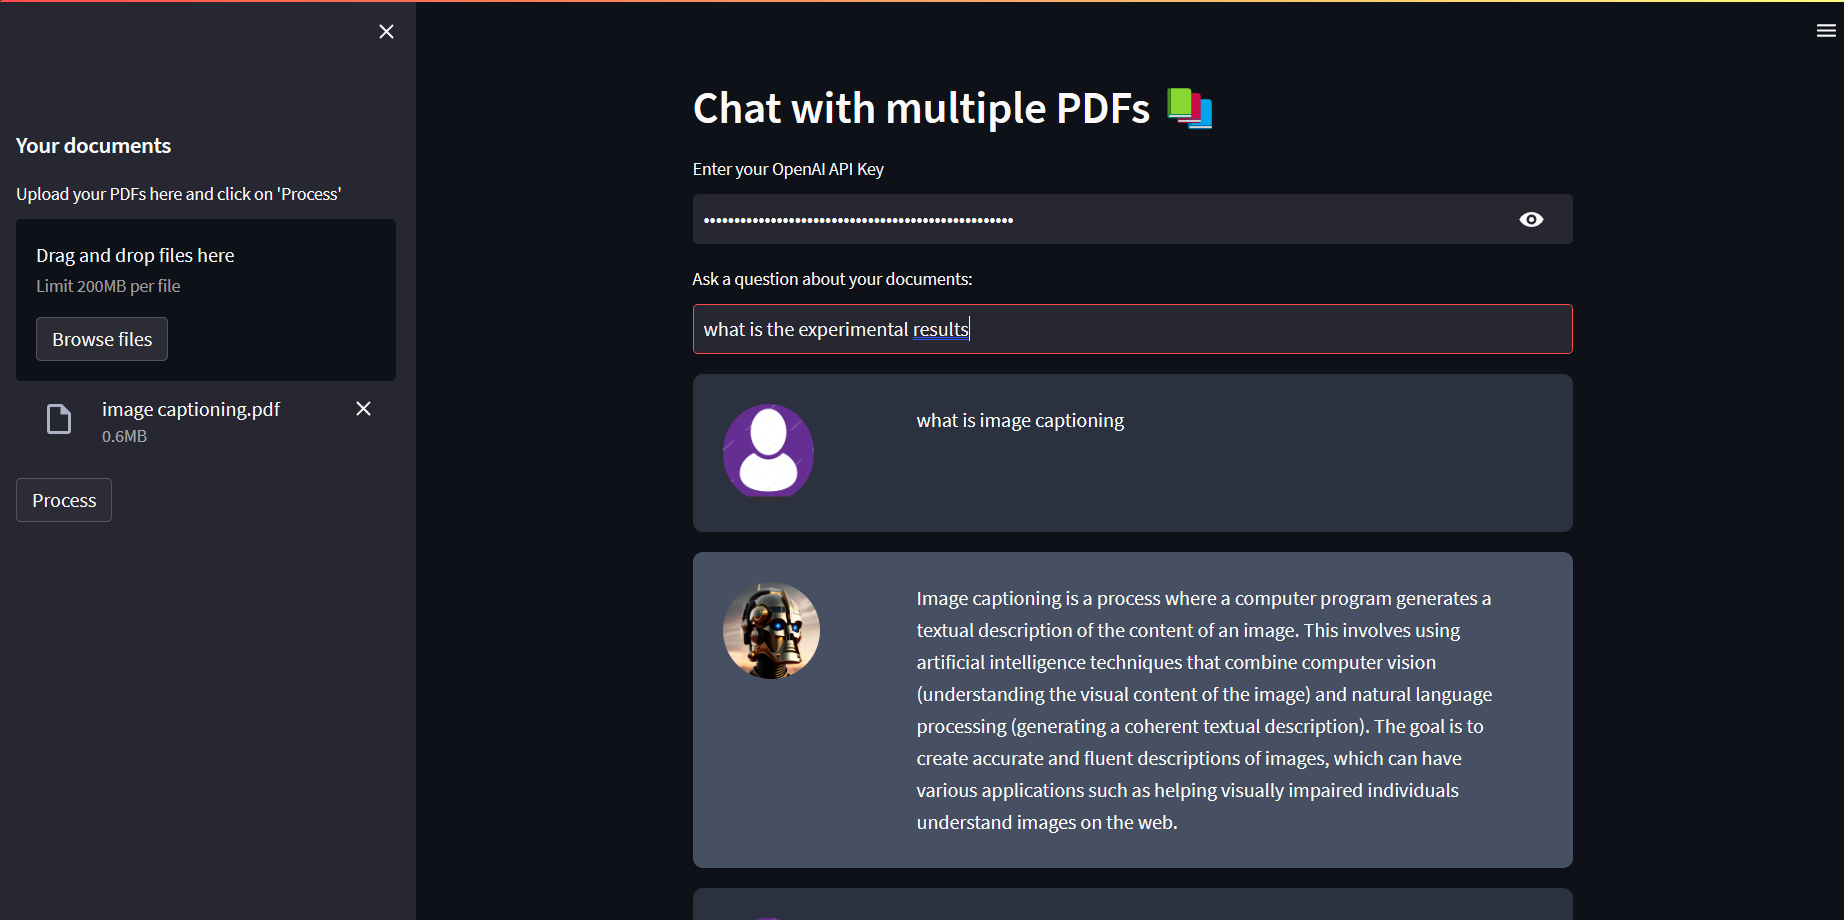 Your documents
Upload your PDFs here and click on 'Process'
Drag and drop files here
Limit 200MB per file
Browse files
image captioning.pdf
0.6MB
Process
Chat with multiple PDFs
Enter your OpenAI API Key
Ask a question about your documents:
what is the experimental results
what is image captioning
Image captioning is a process where a computer program generates a
textual description of the content of an image. This involves using
artificial intelligence techniques that combine computer vision
(understanding the visual content of the image) and natural language
processing (generating a coherent textual description). The goal is to
create accurate and fluent descriptions of images, which can have
various applications such as helping visually impaired individuals
understand images on the web.